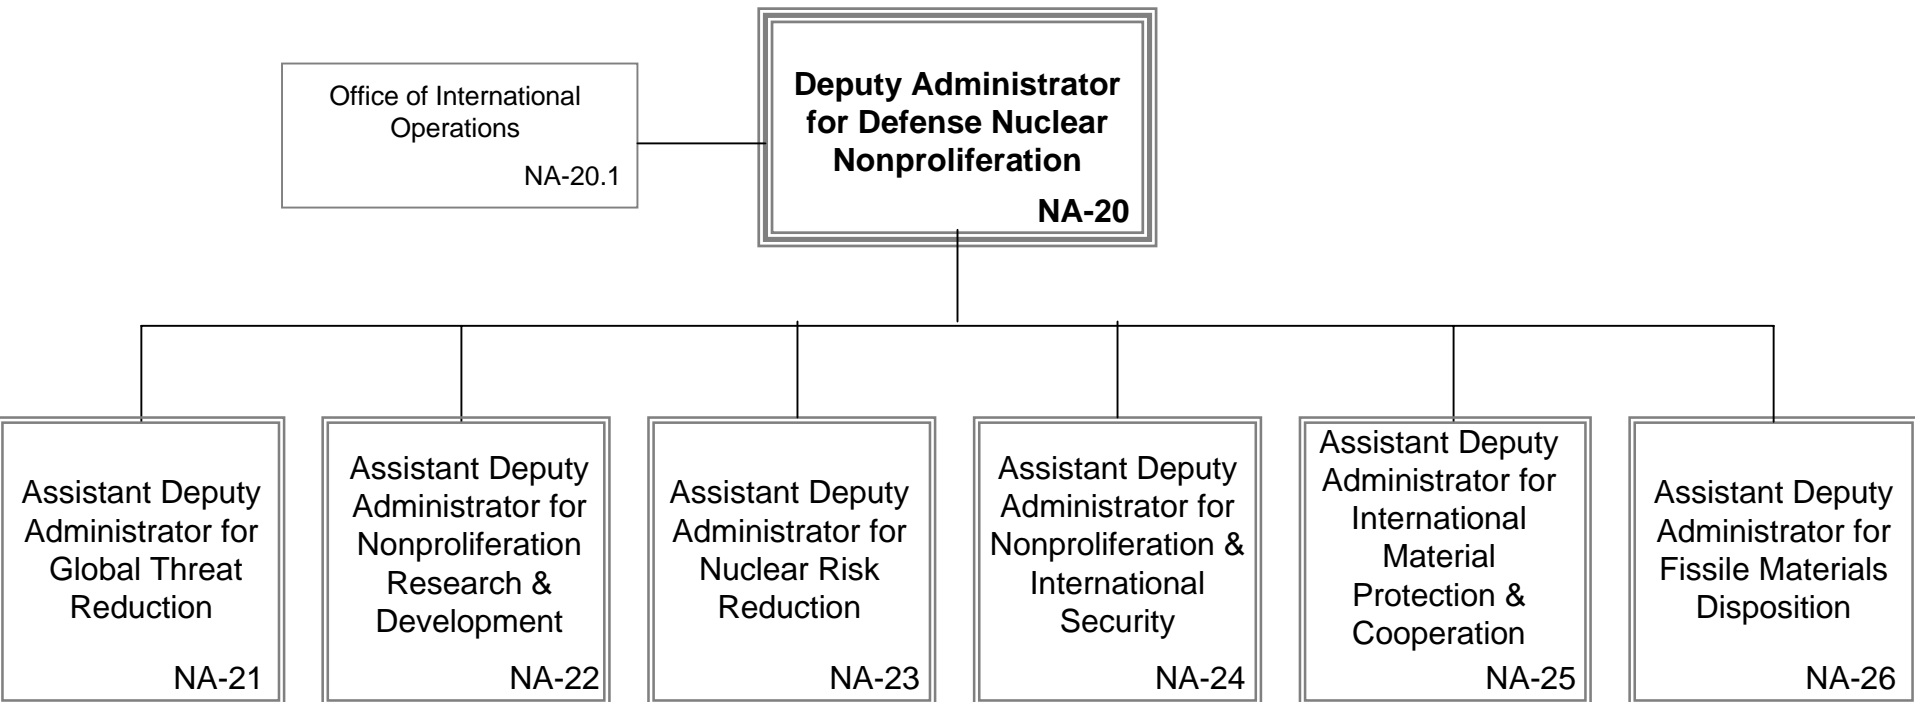 Office of International
Operations
NA-20.1
Deputy Administrator
for Defense Nuclear
Nonproliferation
NA-20
Assistant Deputy
Administrator for
Global Threat
Reduction
NA-21
Assistant Deputy
Administrator for
Nonproliferation
Research &
Development
NA-22
Assistant Deputy
Administrator for
Nuclear Risk
Reduction
NA-23
Assistant Deputy
Administrator for
Nonproliferation &
International
Security
NA-24
Assistant Deputy
Administrator for
International
Material
Protection &
Cooperation
NA-25
Assistant Deputy
Administrator for
Fissile Materials
Disposition
NA-26